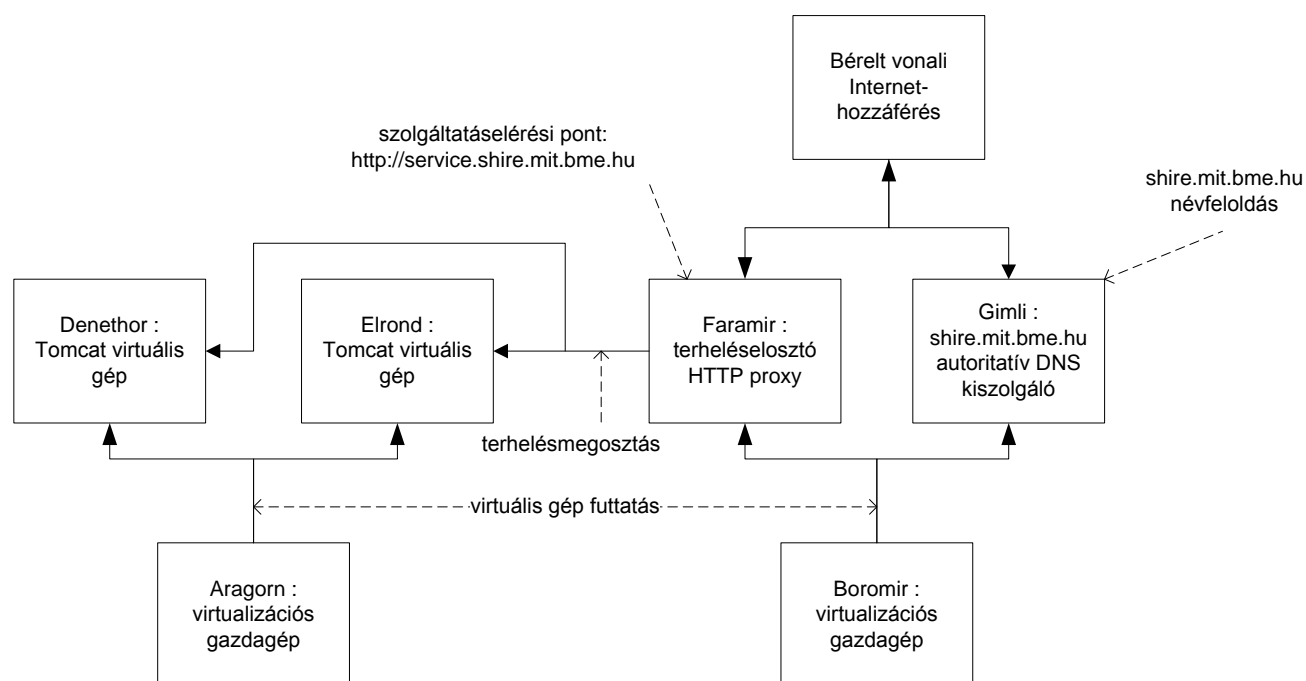 Bérelt vonali
Internet-
hozzáférés
szolgáltatáselérési pont:
http://service.shire.mit.bme.hu
shire.mit.bme.hu
névfeloldás
Denethor :
Tomcat virtuális
gép
Elrond :
Tomcat virtuális
gép
Faramir :
terheléselosztó
HTTP proxy
Gimli :
shire.mit.bme.hu
autoritatív DNS
kiszolgáló
terhelésmegosztás
virtuális gép futtatás
Aragorn :
virtualizációs
gazdagép
Boromir :
virtualizációs
gazdagép